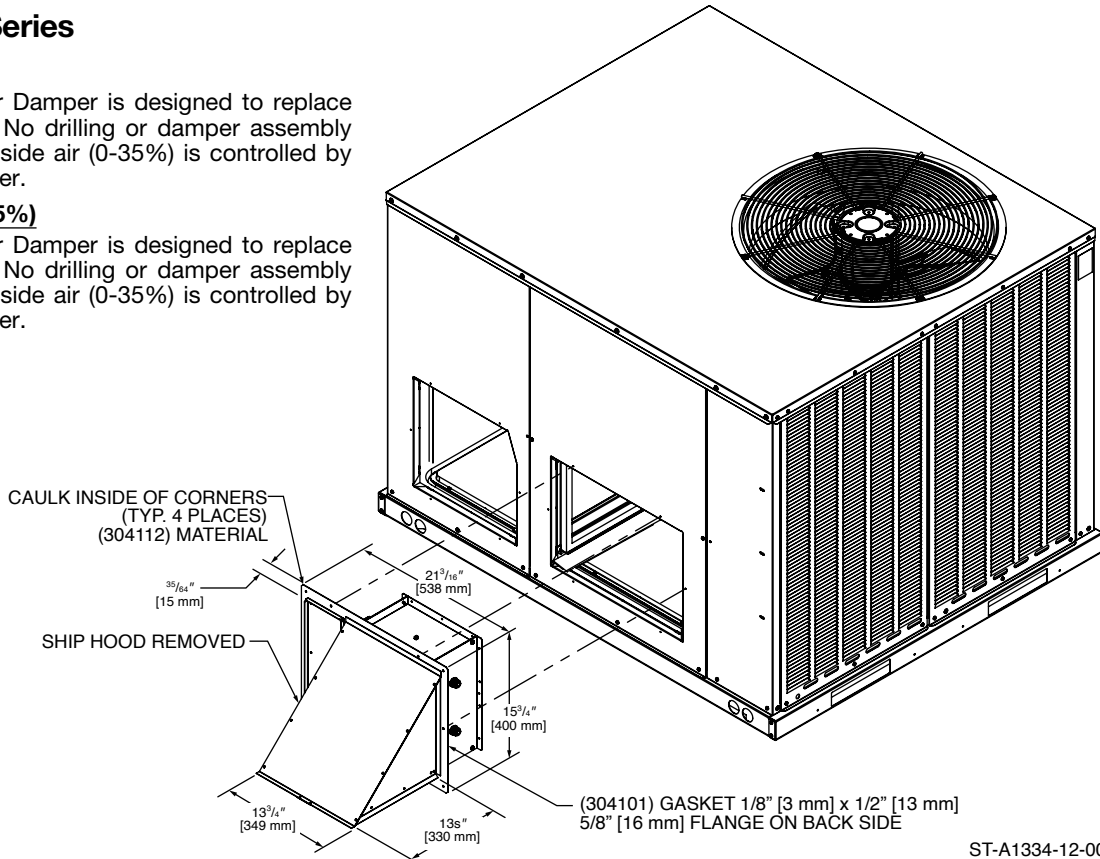 Series
r Damper is designed to replace
No drilling or damper assembly
side air (0-35%) is controlled by
er.
5%)
r Damper is designed to replace
No drilling or damper assembly
side air (0-35%) is controlled by
er.
CAULK INSIDE OF CORNERS
(TYP. 4 PLACES)
(304112) MATERIAL
35/64"
[15 mm]
21 3/16"
[538 mm]
SHIP HOOD REMOVED
15 3/4"
[400 mm]
13 3/4"
[349 mm]
13s"
[330 mm]
(304101) GASKET 1/8” [3 mm] x 1/2” [13 mm]
5/8” [16 mm] FLANGE ON BACK SIDE
ST-A1334-12-00